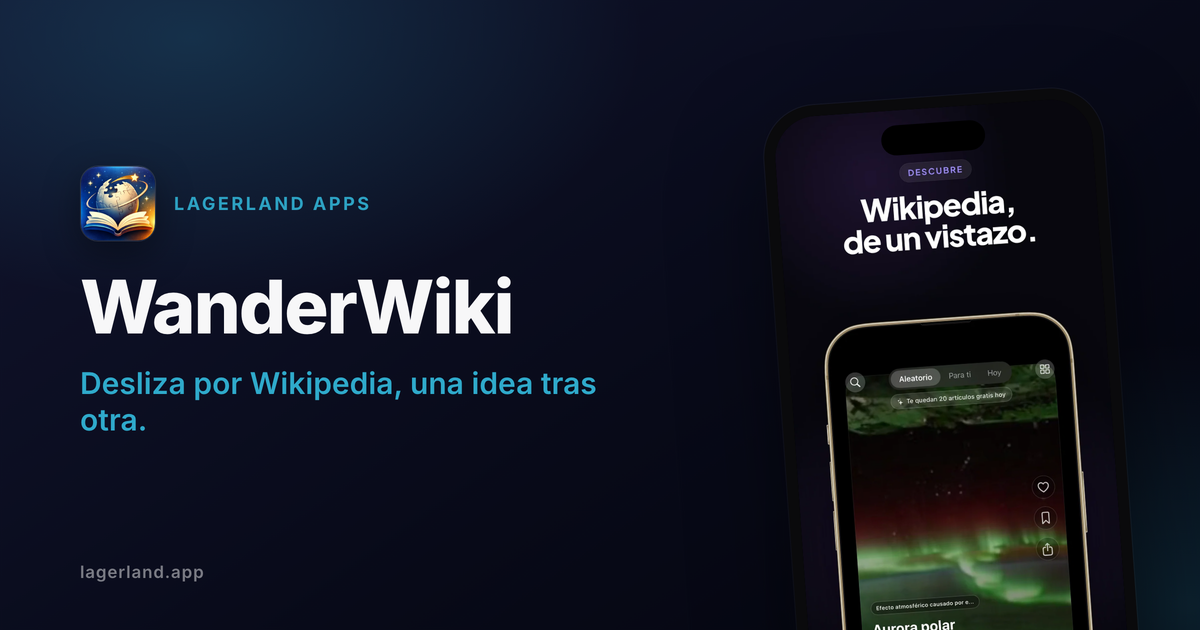 LAGERLAND APPS
WanderWiki
Desliza por Wikipedia, una idea tras
otra.
lagerland.app
DESCUBRE
Wikipedia,
de un vistazo.
Aleatorio Para ti Hoy
Te quedan 20 artículos gratis hoy
Efecto atmosférico causado por e...
Aurora polar